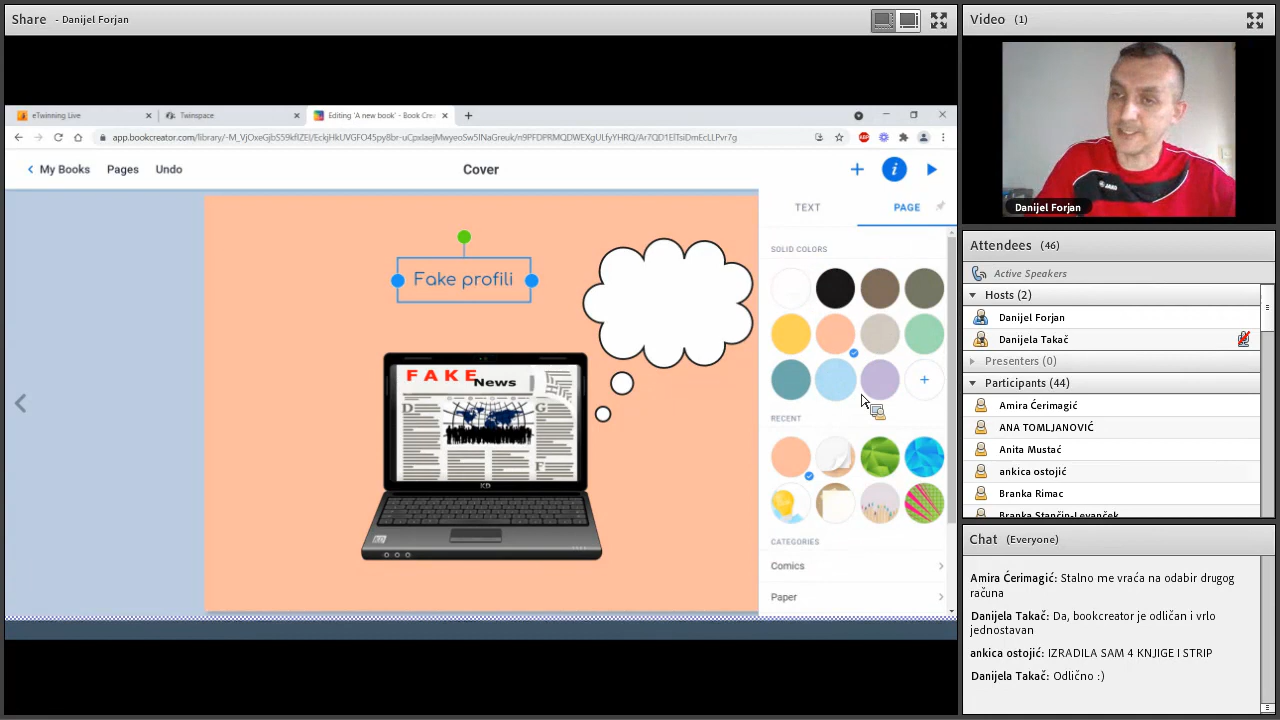 Share - Danijel Forjan
Video (1)
Danijel Forjan
eTwinning Live
Twinspace
Editing 'A new book' - Book Crea
My Books Pages Undo
Cover
TEXT PAGE
SOLID COLORS
Fake profili
FAKE
News
RECENT
CATEGORIES
Comics
Paper
Attendees (46)
Active Speakers
Hosts (2)
Danijel Forjan
Danijela Takač
Presenters (0)
Participants (44)
Amira Ćerimagić
ANA TOMLJANOVIĆ
Anita Mustać
ankica ostojić
Branka Rimac
Branka Stančin-Levanček
Chat (Everyone)
Amira Ćerimagić: Stalno me vraća na odabir drugog
računa
Danijela Takač: Da, bookcreator je odličan i vrlo
jednostavan
ankica ostojić: IZRADILA SAM 4 KNJIGE I STRIP
Danijela Takač: Odlično :)